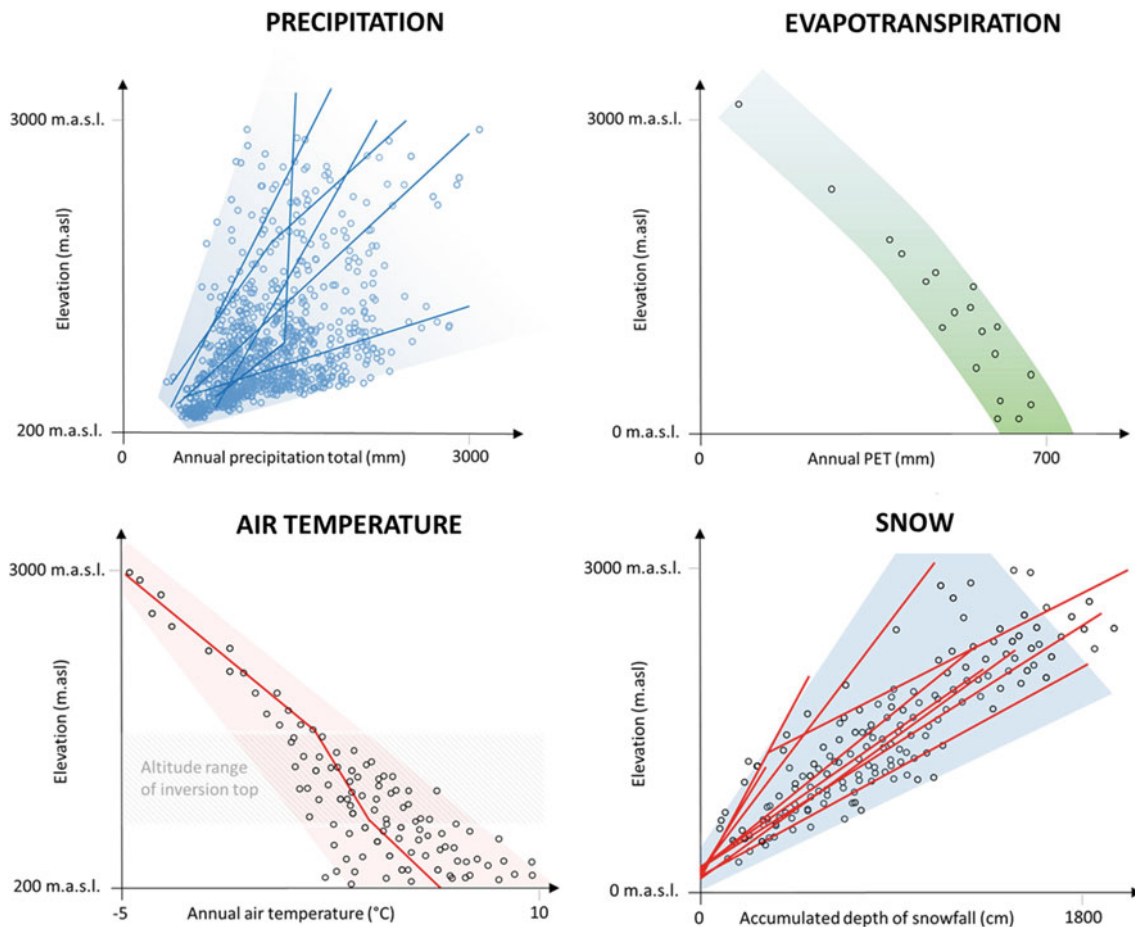 PRECIPITATION
3000 m.a.s.l.
Elevation (m.asl)
200 m.a.s.l.
0
Annual precipitation total (mm)
3000
EVAPOTRANSPIRATION
3000 m.a.s.l.
Elevation (m.asl)
0 m.a.s.l.
0
Annual PET (mm)
700
AIR TEMPERATURE
3000 m.a.s.l.
Elevation (m.asl)
Altitude range
of inversion top
200 m.a.s.l.
-5
Annual air temperature (°C)
10
SNOW
3000 m.a.s.l.
Elevation (m.asl)
0 m.a.s.l.
0
Accumulated depth of snowfall (cm)
1800